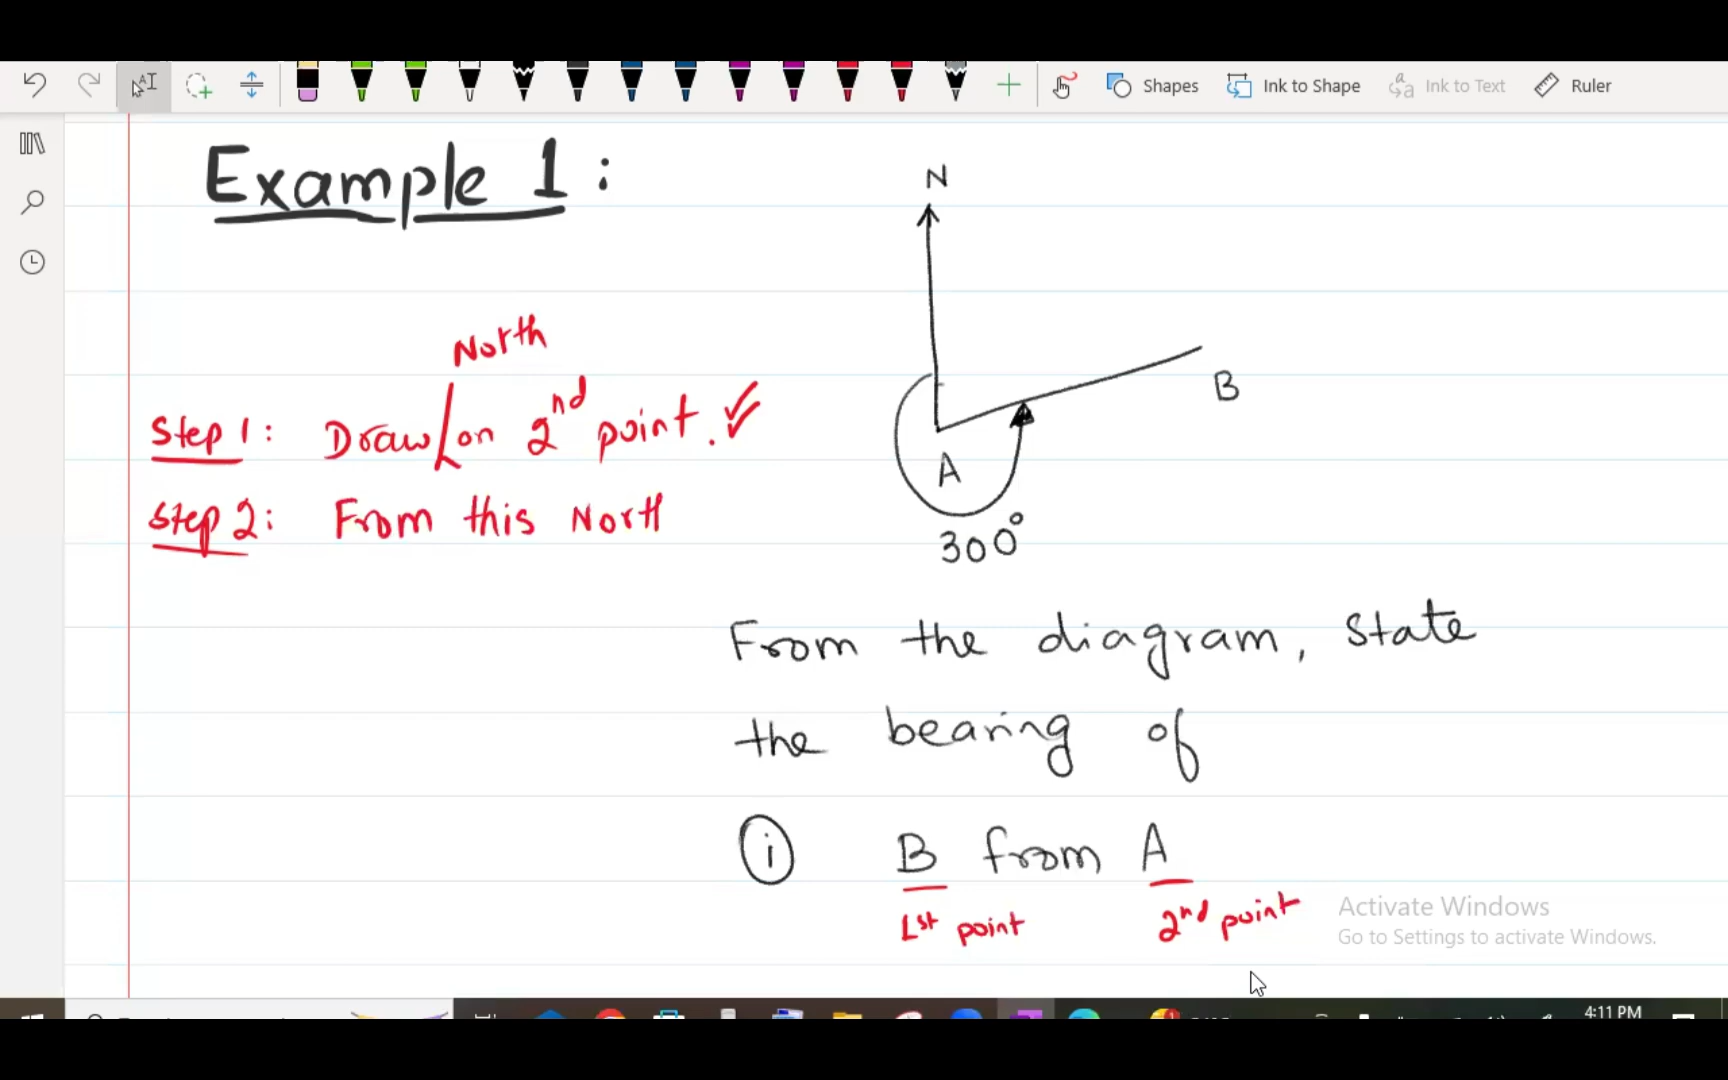 Shapes
Ink to Shape
Ink to Text
Ruler
Example 1:
N
North
B
Step 1: Draw on 2nd point.
A
Step 2: From this North
300°
From the diagram, state
the bearing of
i B from A
1st point 2nd point
Activate Windows
Go to Settings to activate Windows.
4:11 PM